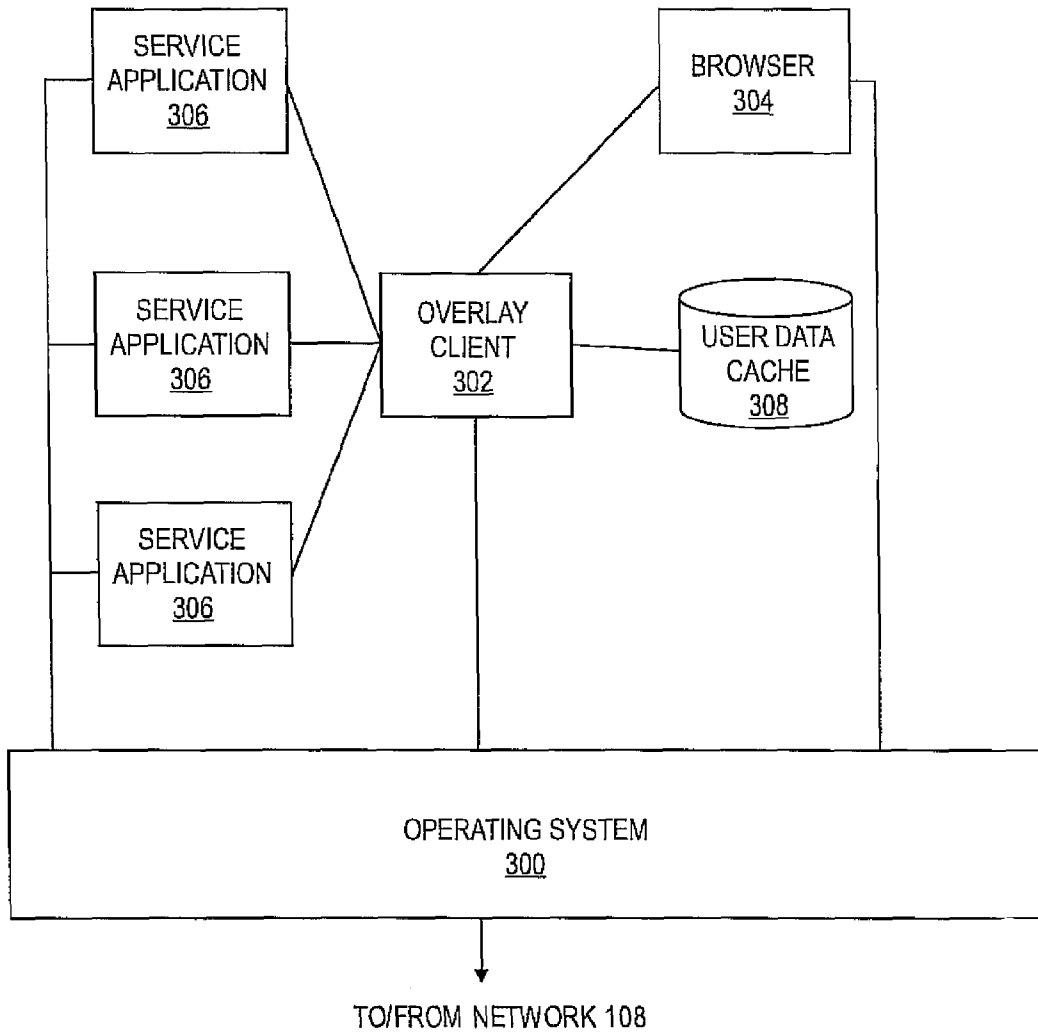 SERVICE
APPLICATION
306
BROWSER
304
SERVICE
APPLICATION
306
OVERLAY
CLIENT
302
USER DATA
CACHE
308
SERVICE
APPLICATION
306
OPERATING SYSTEM
300
TO/FROM NETWORK 108